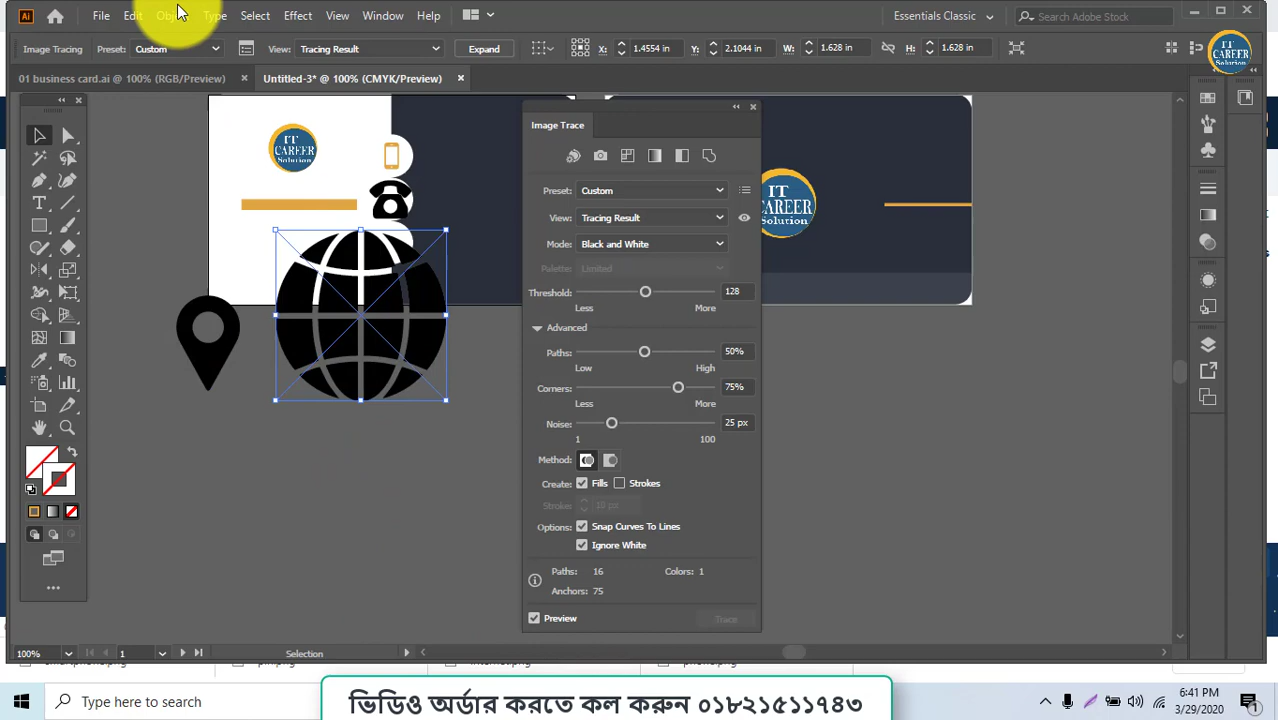 File Edit Object Type Select Effect View Window Help
Essentials Classic
Search Adobe Stock
Image Tracing Preset: Custom View: Tracing Result Expand X: 1.4554 in Y: 2.1044 in W: 1.628 in H: 1.628 in
01 business card.ai @ 100% (RGB/Preview) Untitled-3* @ 100% (CMYK/Preview)
IT
CAREER
Solution
IT
CAREER
Solution
IT
CAREER
Solution
Image Trace
Preset: Custom
View: Tracing Result
Mode: Black and White
Palette: Limited
Threshold: 128
Less More
Advanced
Paths: 50%
Low High
Corners: 75%
Less More
Noise: 25 px
1 100
Method:
Create: Fills Strokes
Stroke: 10 px
Options: Snap Curves To Lines
Ignore White
Paths: 16 Colors: 1
Anchors: 75
Preview Trace
100% 1 Selection
Type here to search
ভিডিও অর্ডার করতে কল করুন ০১৮২১৫১১৭৪৩
6:41 PM
3/29/2020